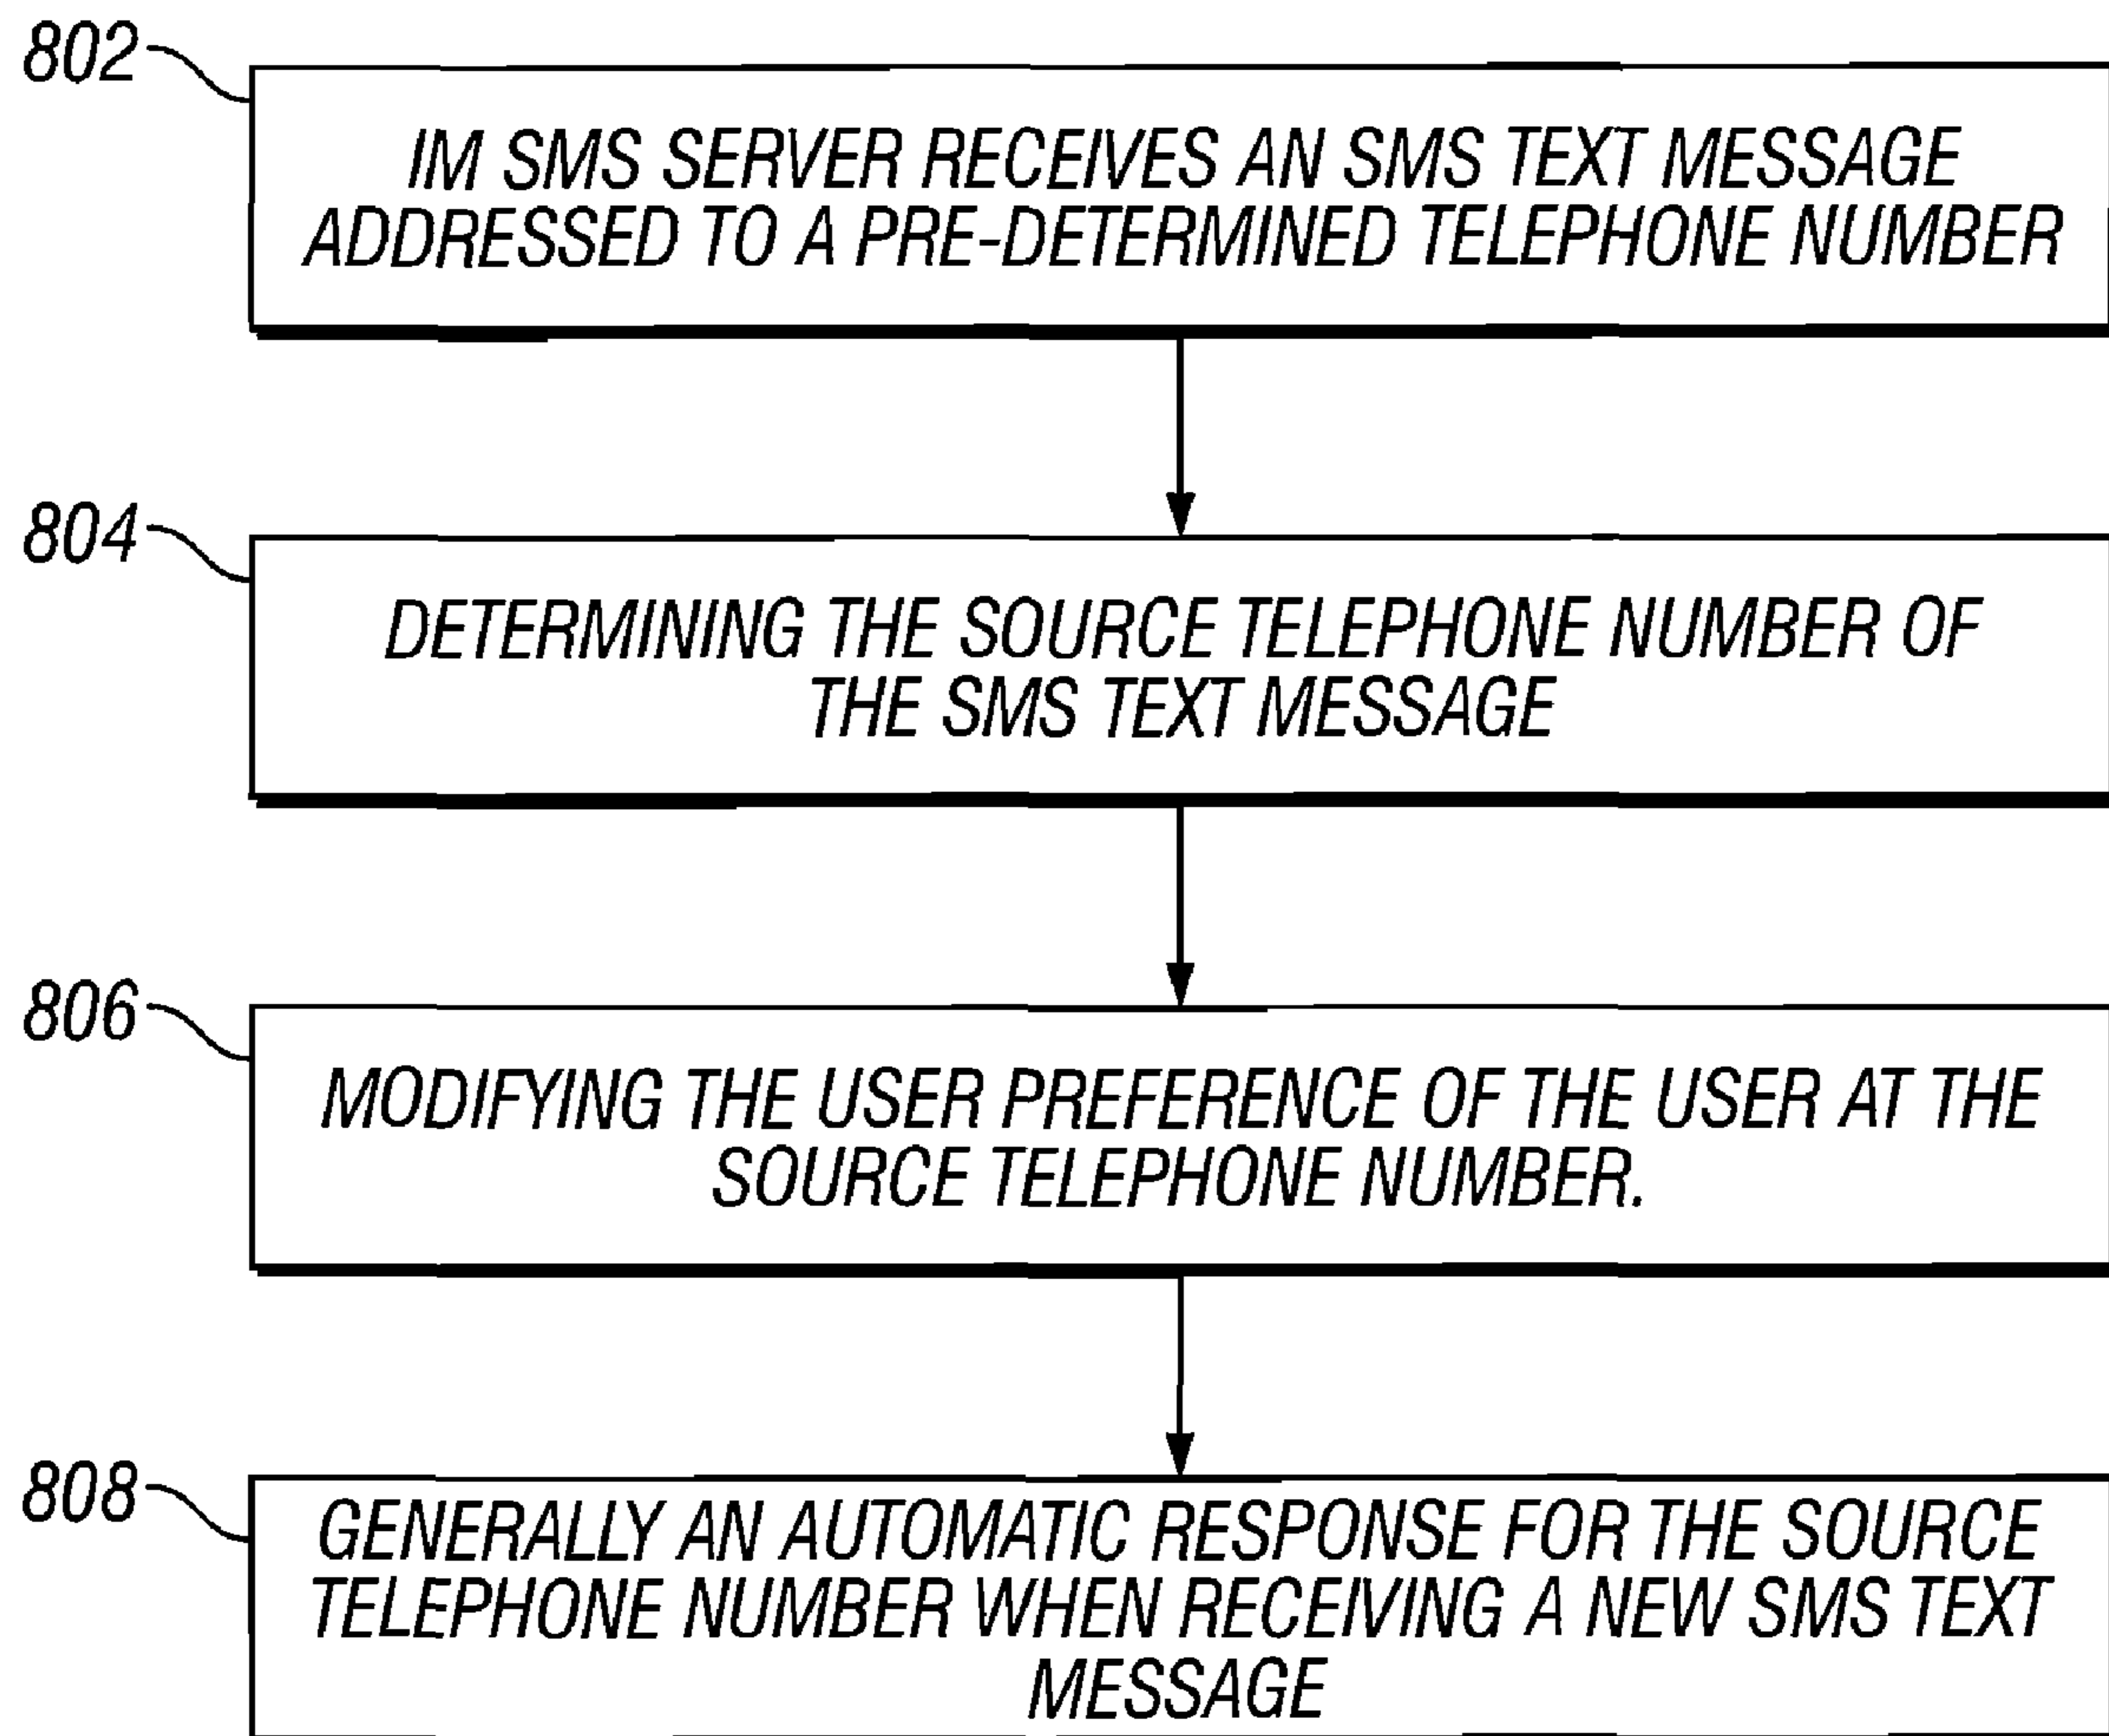 802
IM SMS SERVER RECEIVES AN SMS TEXT MESSAGE
ADDRESSED TO A PRE-DETERMINED TELEPHONE NUMBER
804
DETERMINING THE SOURCE TELEPHONE NUMBER OF
THE SMS TEXT MESSAGE
806
MODIFYING THE USER PREFERENCE OF THE USER AT THE
SOURCE TELEPHONE NUMBER.
808
GENERALLY AN AUTOMATIC RESPONSE FOR THE SOURCE
TELEPHONE NUMBER WHEN RECEIVING A NEW SMS TEXT
MESSAGE